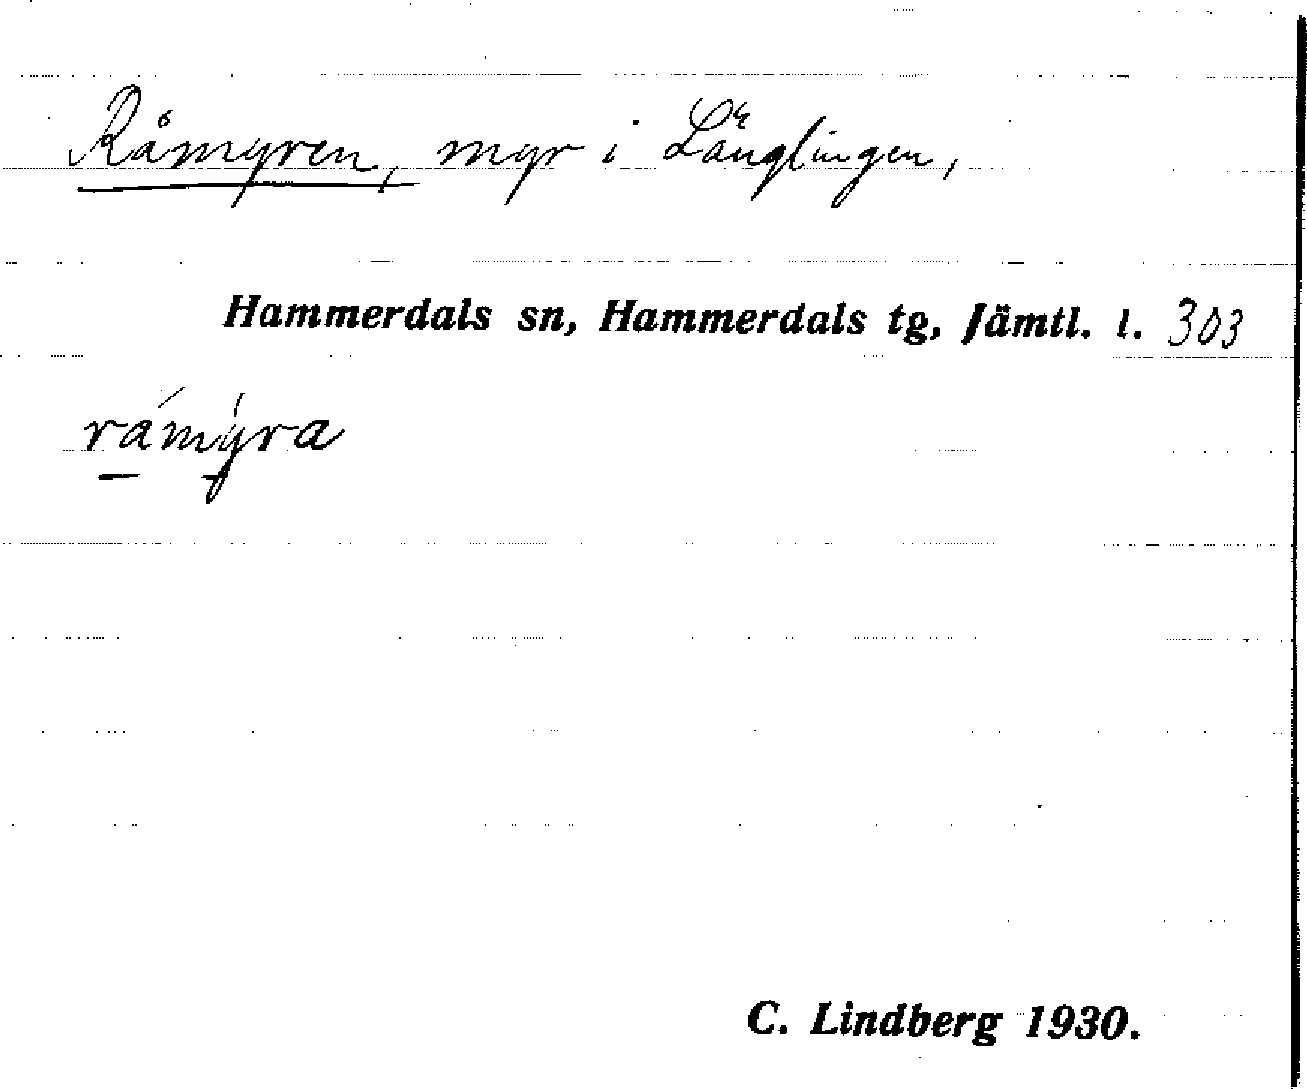 Råmyren, myr i Långlingen,
Hammerdals sn, Hammerdals tg, Jämtl. l. 303
rámýra
C. Lindberg 1930.